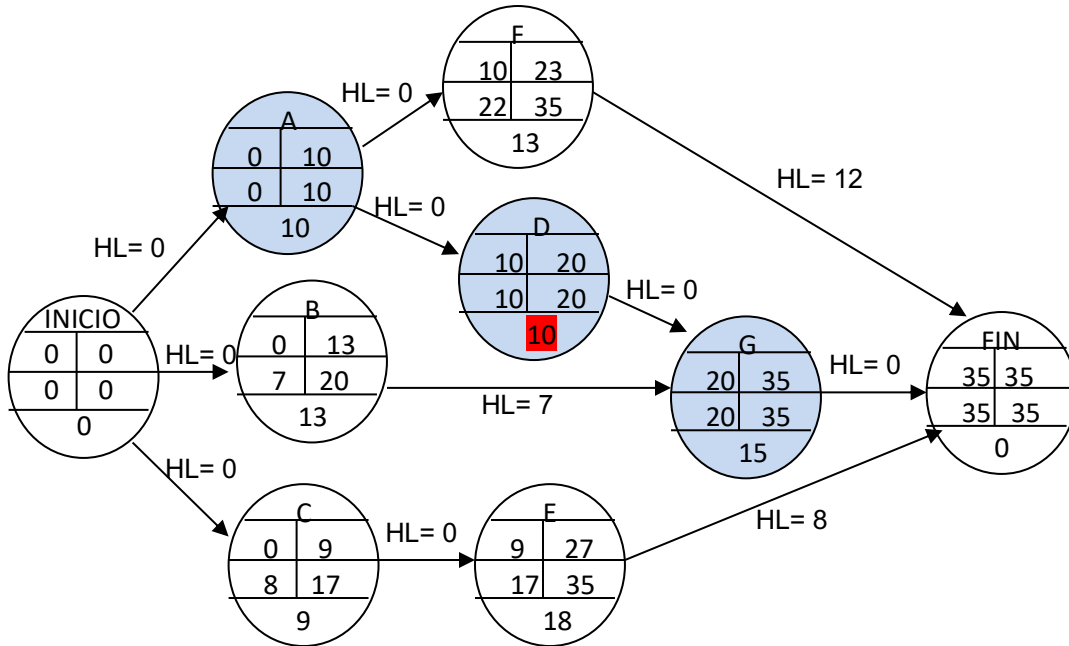 F
10 23
22 35
13
HL= 0
A
0 10
0 10
10
HL= 12
HL= 0
D
10 20
10 20
10
HL= 0
HL= 0
INICIO
0 0
0 0
0
HL= 0
B
0 13
7 20
13
HL= 7
G
20 35
20 35
15
HL= 0
FIN
35 35
35 35
0
HL= 0
C
0 9
8 17
9
HL= 0
E
9 27
17 35
18
HL= 8